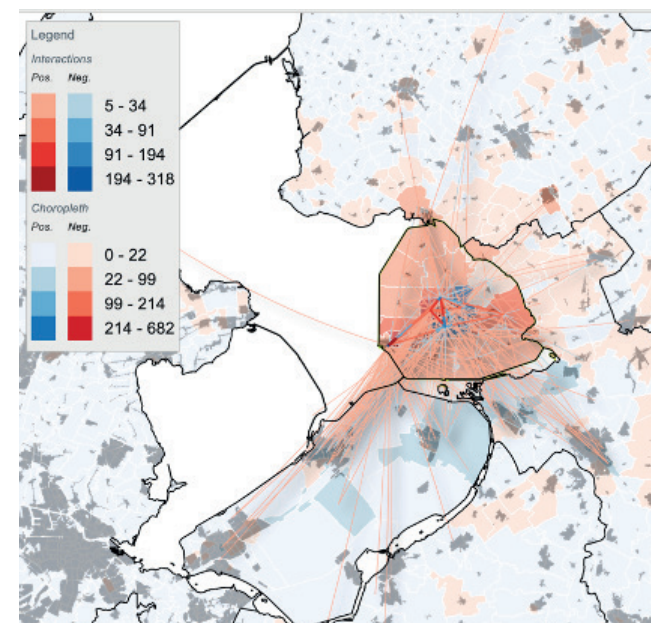 Legend
Interactions
Pos. Neg.
5 - 34
34 - 91
91 - 194
194 - 318
Choropleth
Pos. Neg.
0 - 22
22 - 99
99 - 214
214 - 682